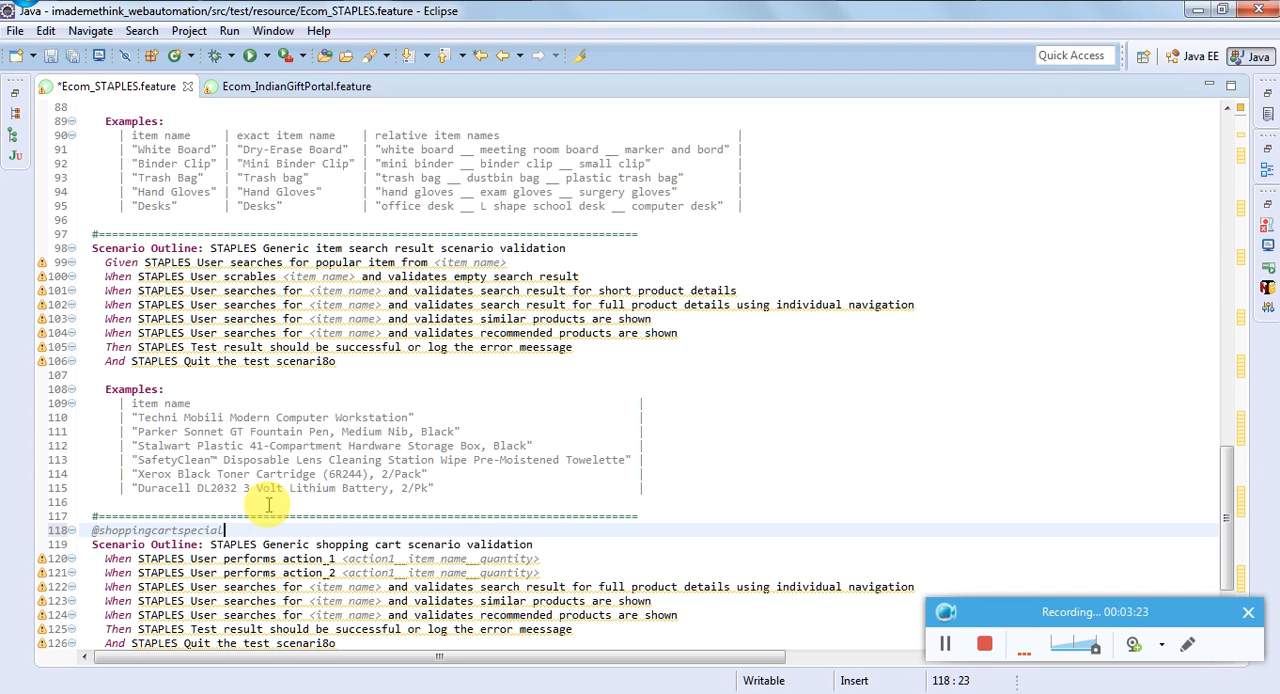 Java - imademethink_webautomation/src/test/resource/Ecom_STAPLES.feature - Eclipse
File Edit Navigate Search Project Run Window Help
Quick Access Java EE Java
*Ecom_STAPLES.feature Ecom_IndianGiftPortal.feature
88
89 Examples:
90 | item name | exact item name | relative item names |
91 | "White Board" | "Dry-Erase Board" | "white board __ meeting room board __ marker and bord" |
92 | "Binder Clip" | "Mini Binder Clip" | "mini binder __ binder clip __ small clip" |
93 | "Trash Bag" | "Trash bag" | "trash bag __ dustbin bag __ plastic trash bag" |
94 | "Hand Gloves" | "Hand Gloves" | "hand gloves __ exam gloves __ surgery gloves" |
95 | "Desks" | "Desks" | "office desk __ L shape school desk __ computer desk" |
96
97 #==================================================================================
98 Scenario Outline: STAPLES Generic item search result scenario validation
99 Given STAPLES User searches for popular item from <item name>
100 When STAPLES User scrables <item name> and validates empty search result
101 When STAPLES User searches for <item name> and validates search result for short product details
102 When STAPLES User searches for <item name> and validates search result for full product details using individual navigation
103 When STAPLES User searches for <item name> and validates similar products are shown
104 When STAPLES User searches for <item name> and validates recommended products are shown
105 Then STAPLES Test result should be successful or log the error meessage
106 And STAPLES Quit the test scenari8o
107
108 Examples:
109 | item name |
110 | "Techni Mobili Modern Computer Workstation" |
111 | "Parker Sonnet GT Fountain Pen, Medium Nib, Black" |
112 | "Stalwart Plastic 41-Compartment Hardware Storage Box, Black" |
113 | "SafetyClean™ Disposable Lens Cleaning Station Wipe Pre-Moistened Towelette" |
114 | "Xerox Black Toner Cartridge (6R244), 2/Pack" |
115 | "Duracell DL2032 3 Volt Lithium Battery, 2/Pk" |
116
117 #==================================================================================
118 @shoppingcartspecial
119 Scenario Outline: STAPLES Generic shopping cart scenario validation
120 When STAPLES User performs action_1 <action1__item name__quantity>
121 When STAPLES User performs action_2 <action1__item name__quantity>
122 When STAPLES User searches for <item name> and validates search result for full product details using individual navigation
123 When STAPLES User searches for <item name> and validates similar products are shown
124 When STAPLES User searches for <item name> and validates recommended products are shown
125 Then STAPLES Test result should be successful or log the error meessage
126 And STAPLES Quit the test scenari8o
Recording... 00:03:23
Writable Insert 118 : 23